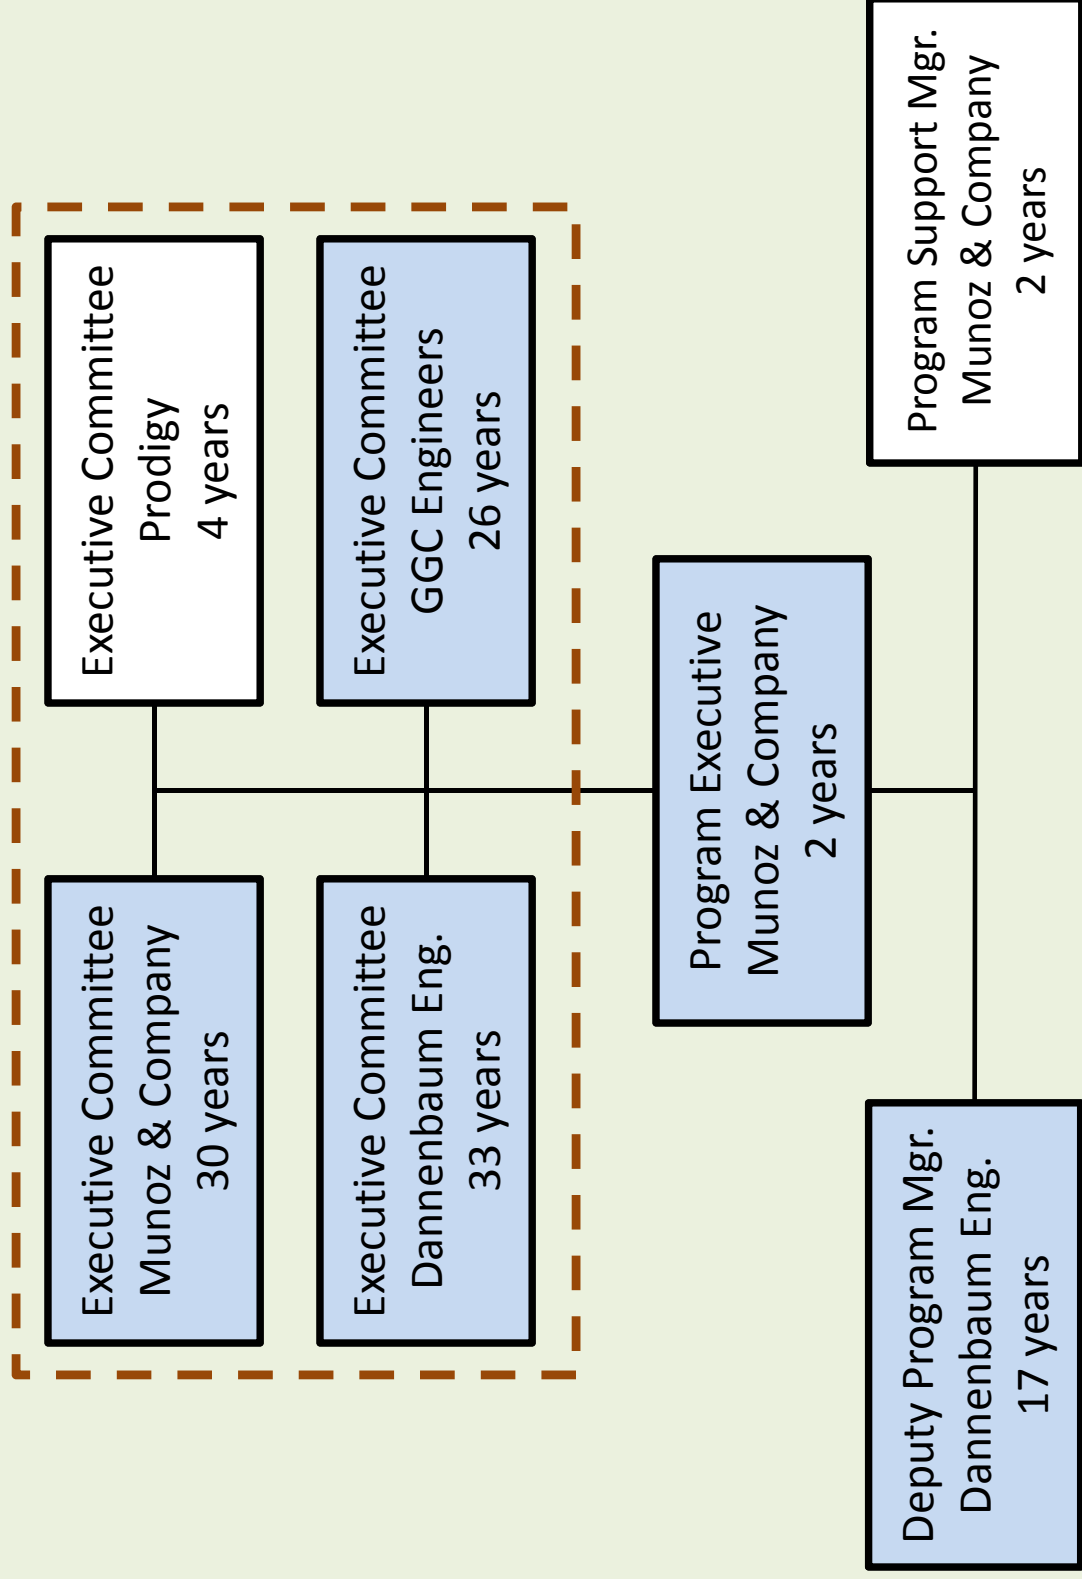 Executive Committee
Munoz & Company
30 years
Executive Committee
Prodigy
4 years
Executive Committee
Dannenbaum Eng.
33 years
Executive Committee
GGC Engineers
26 years
Program Executive
Munoz & Company
2 years
Deputy Program Mgr.
Dannenbaum Eng.
17 years
Program Support Mgr.
Munoz & Company
2 years